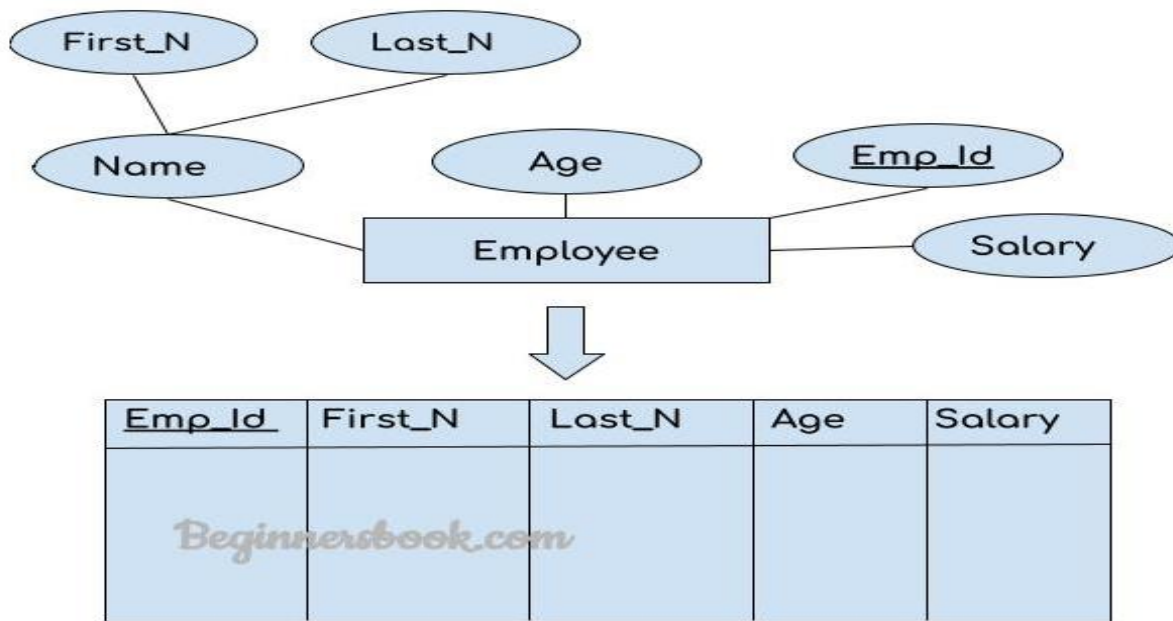 First_N Last_N
Name Age Emp_Id
Employee Salary
Emp_Id First_N Last_N Age Salary
Beginnersbook.com